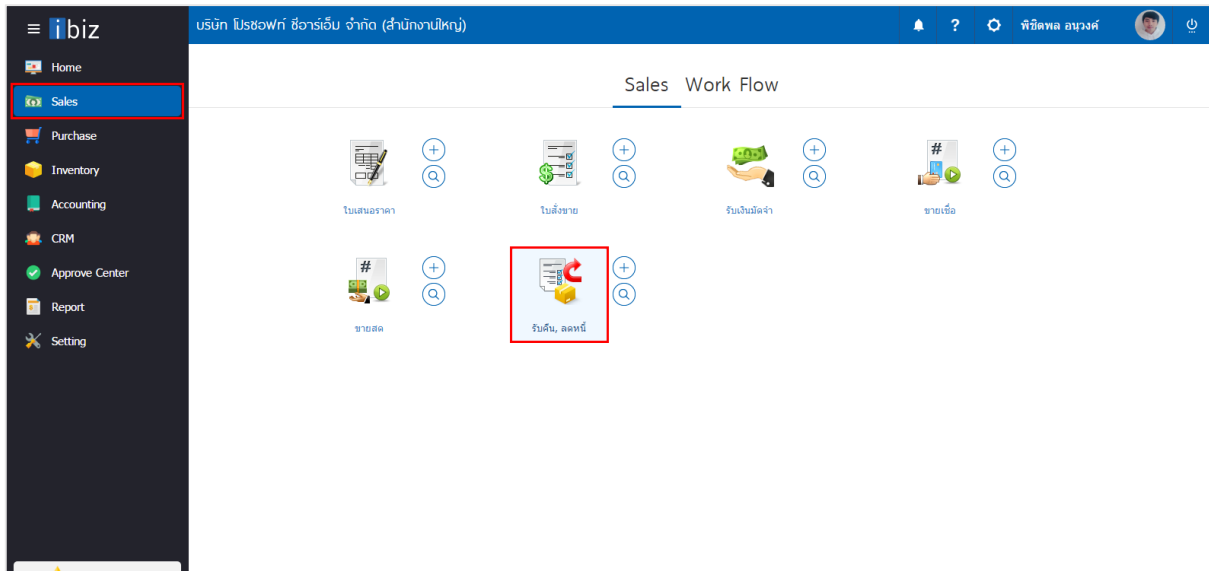 ≡ ibiz
บริษัท โปรซอฟท์ ซีอาร์เอ็ม จำกัด (สำนักงานใหญ่)
? พิชิตพล อนุวงค์
Home
Sales
Purchase
Inventory
Accounting
CRM
Approve Center
Report
Setting
Sales Work Flow
ใบเสนอราคา
ใบสั่งขาย
รับเงินมัดจำ
#
ขายเชื่อ
#
ขายสด
รับคืน, ลดหนี้